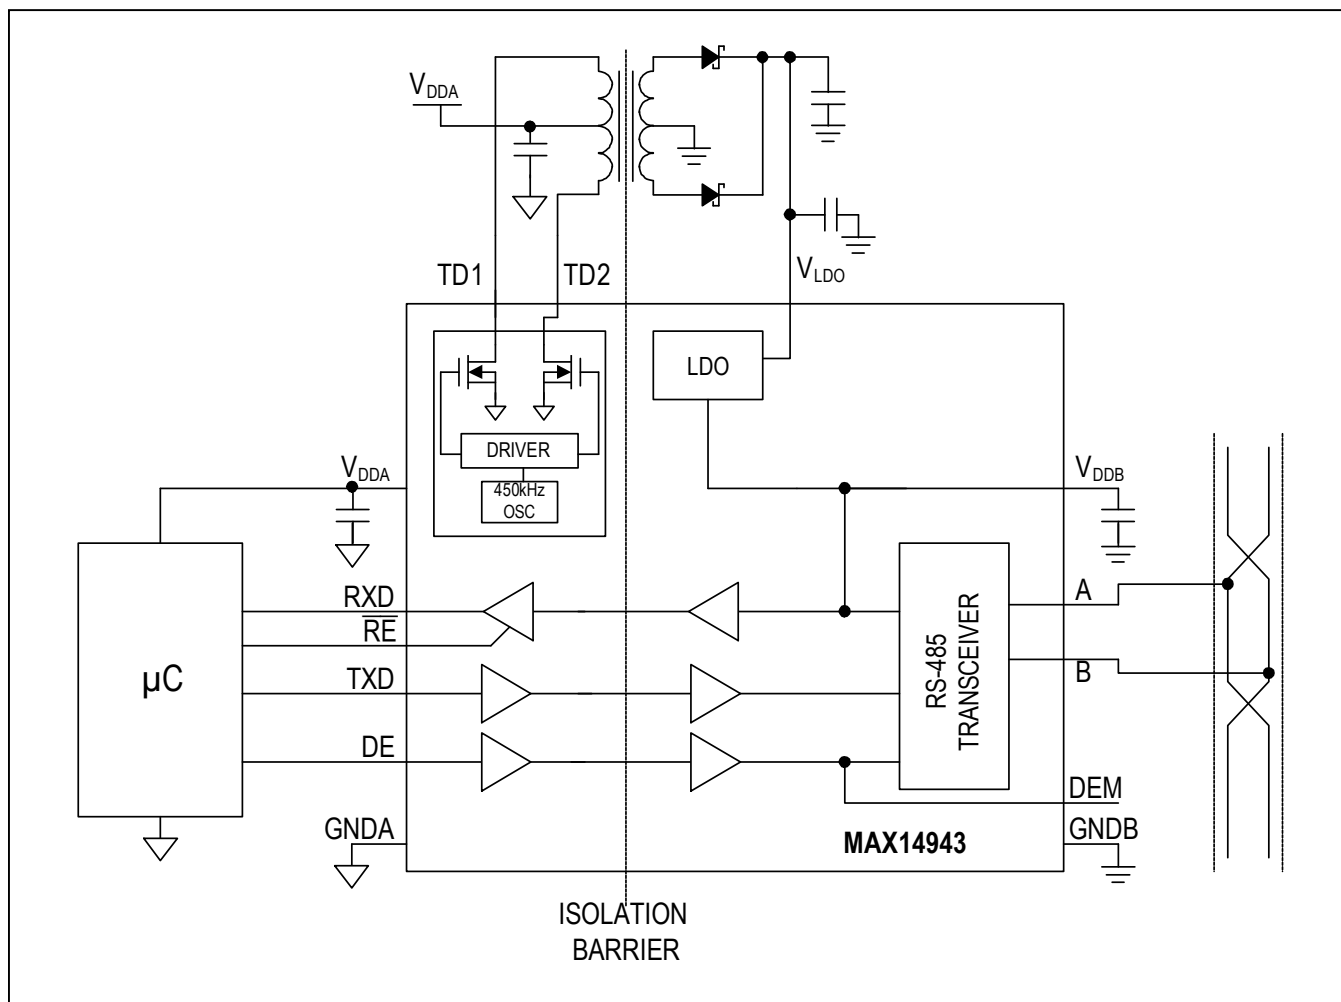 VDDA
TD1
TD2
VLDO
LDO
DRIVER
450kHz
OSC
VDDA
VDDB
RXD
RE
TXD
DE
µC
A
B
RS-485
TRANSCEIVER
DEM
GNDA
GNDB
MAX14943
ISOLATION
BARRIER